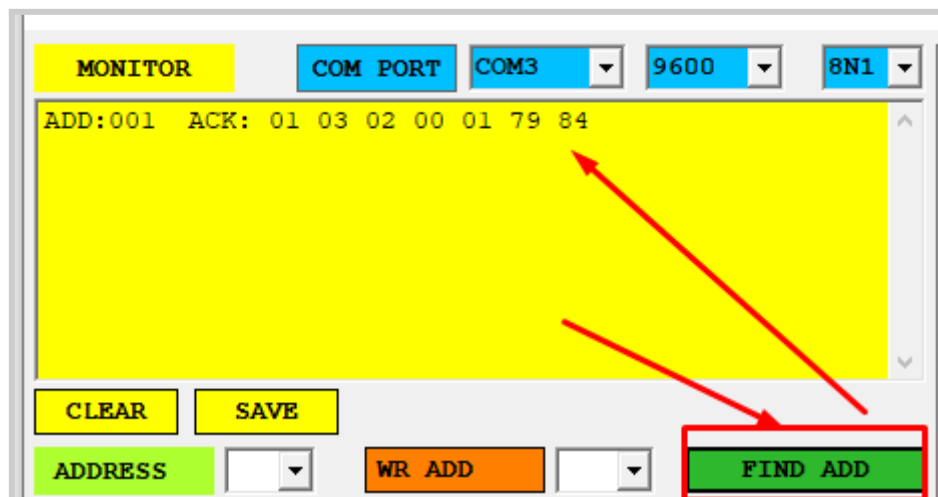 MONITOR COM PORT COM3 9600 8N1
ADD:001 ACK: 01 03 02 00 01 79 84
CLEAR SAVE
ADDRESS WR ADD FIND ADD